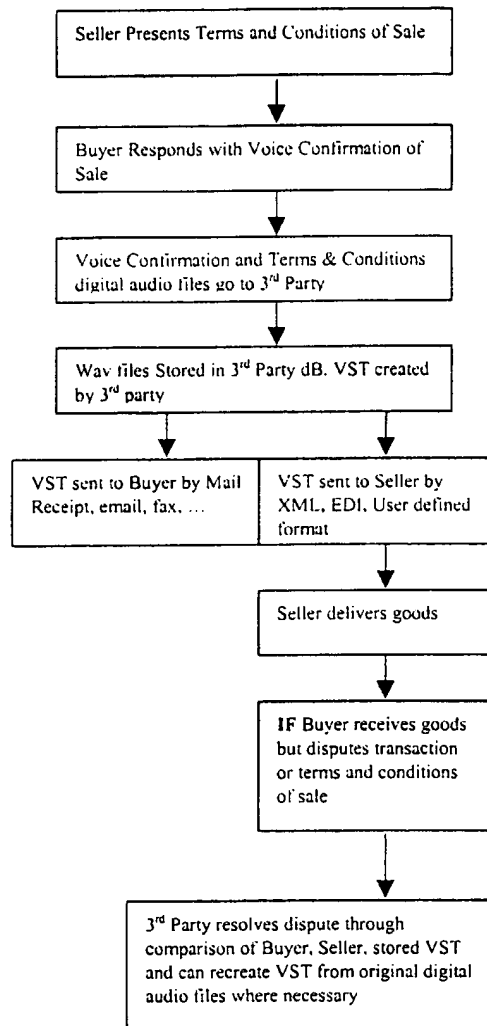 Seller Presents Terms and Conditions of Sale
Buyer Responds with Voice Confirmation of
Sale
Voice Confirmation and Terms & Conditions
digital audio files go to 3rd Party
Wav files Stored in 3rd Party dB. VST created
by 3rd party
VST sent to Buyer by Mail
Receipt, email, fax, ...
VST sent to Seller by
XML, EDI, User defined
format
Seller delivers goods
IF Buyer receives goods
but disputes transaction
or terms and conditions
of sale
3rd Party resolves dispute through
comparison of Buyer, Seller, stored VST
and can recreate VST from original digital
audio files where necessary